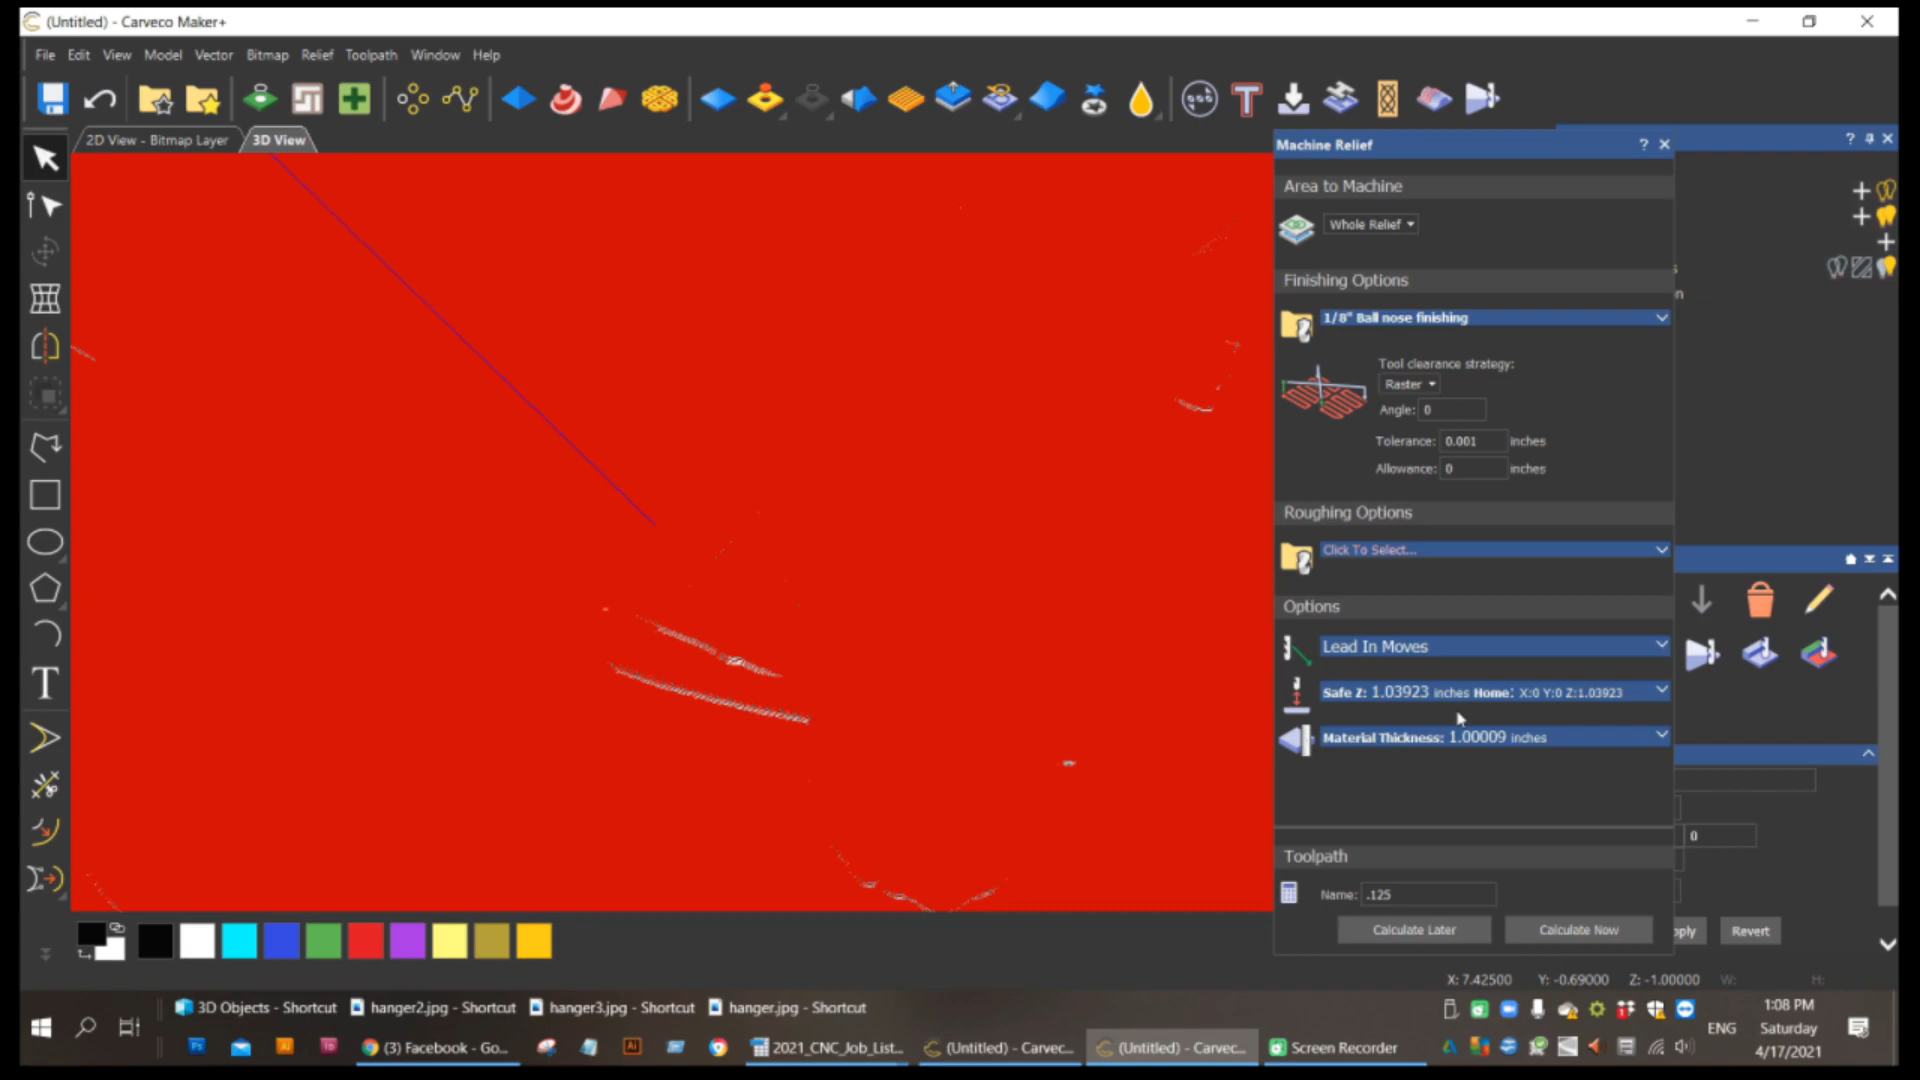 (Untitled) - Carveco Maker+
File Edit View Model Vector Bitmap Relief Toolpath Window Help
2D View - Bitmap Layer 3D View
Machine Relief ? ×
Area to Machine
Whole Relief
Finishing Options
1/8" Ball nose finishing
Tool clearance strategy:
Raster
Angle: 0
Tolerance: 0.001 inches
Allowance: 0 inches
Roughing Options
Click To Select...
Options
Lead In Moves
Safe Z: 1.03923 inches Home: X:0 Y:0 Z:1.03923
Material Thickness: 1.00009 inches
0
Toolpath
Name: .125
Calculate Later Calculate Now pply Revert
X: 7.42500 Y: -0.69000 Z: -1.00000 W: H:
3D Objects - Shortcut hanger2.jpg - Shortcut hanger3.jpg - Shortcut hanger.jpg - Shortcut
1:08 PM
ENG Saturday
(3) Facebook - Go... 2021_CNC_Job_List... (Untitled) - Carvec... (Untitled) - Carvec... Screen Recorder
4/17/2021